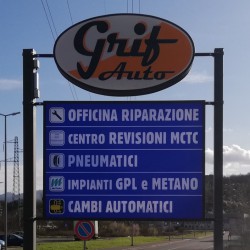 Grif
Auto
OFFICINA RIPARAZIONE
CENTRO REVISIONI MCTC
PNEUMATICI
IMPIANTI GPL e METANO
CAMBI AUTOMATICI